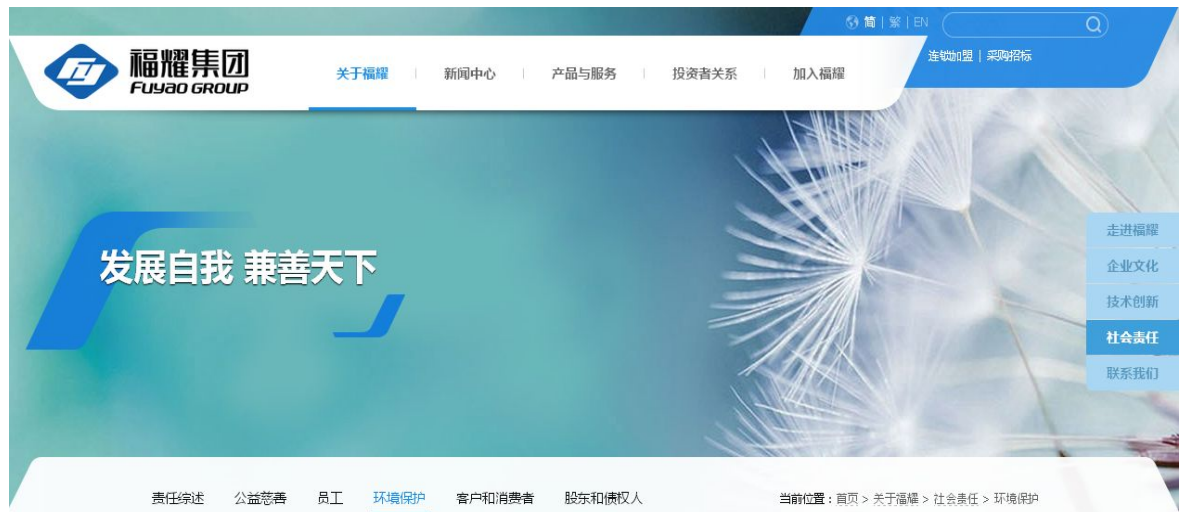 简 | 繁 | EN
连锁加盟 | 采购招标
福耀集团
FUYAO GROUP
关于福耀 | 新闻中心 | 产品与服务 | 投资者关系 | 加入福耀
发展自我 兼善天下
走进福耀
企业文化
技术创新
社会责任
联系我们
责任综述 公益慈善 员工 环境保护 客户和消费者 股东和债权人
当前位置：首页 > 关于福耀 > 社会责任 > 环境保护